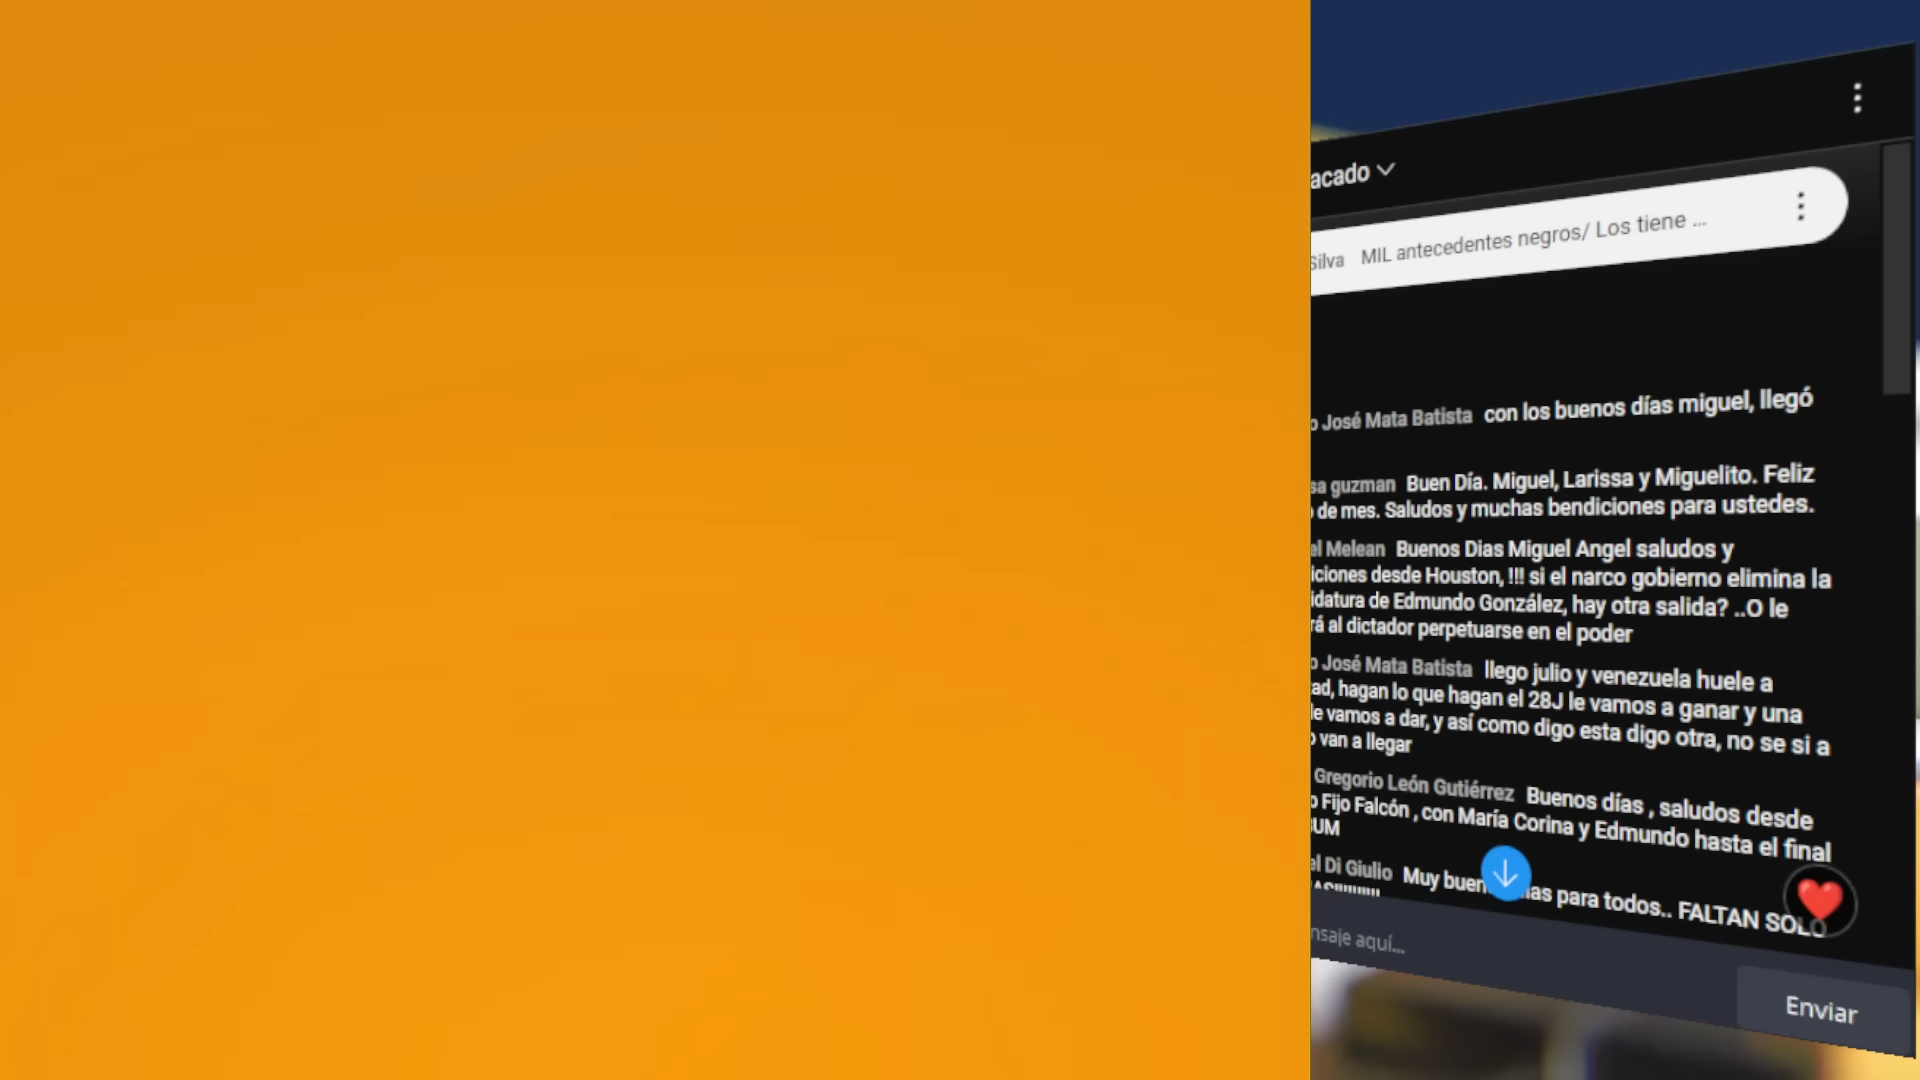 acado
Silva MIL antecedentes negros/ Los tiene ...
o José Mata Batista con los buenos días miguel, llegó
sa guzman Buen Día. Miguel, Larissa y Miguelito. Feliz
de mes. Saludos y muchas bendiciones para ustedes.
el Melean Buenos Dias Miguel Angel saludos y
iciones desde Houston, !!! si el narco gobierno elimina la
idatura de Edmundo González, hay otra salida? ..O le
rá al dictador perpetuarse en el poder
o José Mata Batista llego julio y venezuela huele a
tad, hagan lo que hagan el 28J le vamos a ganar y una
le vamos a dar, y así como digo esta digo otra, no se si a
o van a llegar
Gregorio León Gutiérrez Buenos días , saludos desde
o Fijo Falcón , con María Corina y Edmundo hasta el final
BUM
el Di Giulio Muy buen ias para todos.. FALTAN SOLO
nsaje aquí...
Enviar